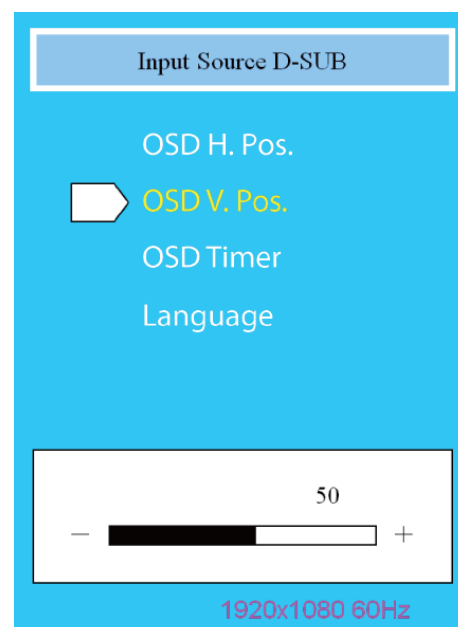 Input Source D-SUB
OSD H. Pos.
OSD V. Pos.
OSD Timer
Language
50
− +
1920x1080 60Hz